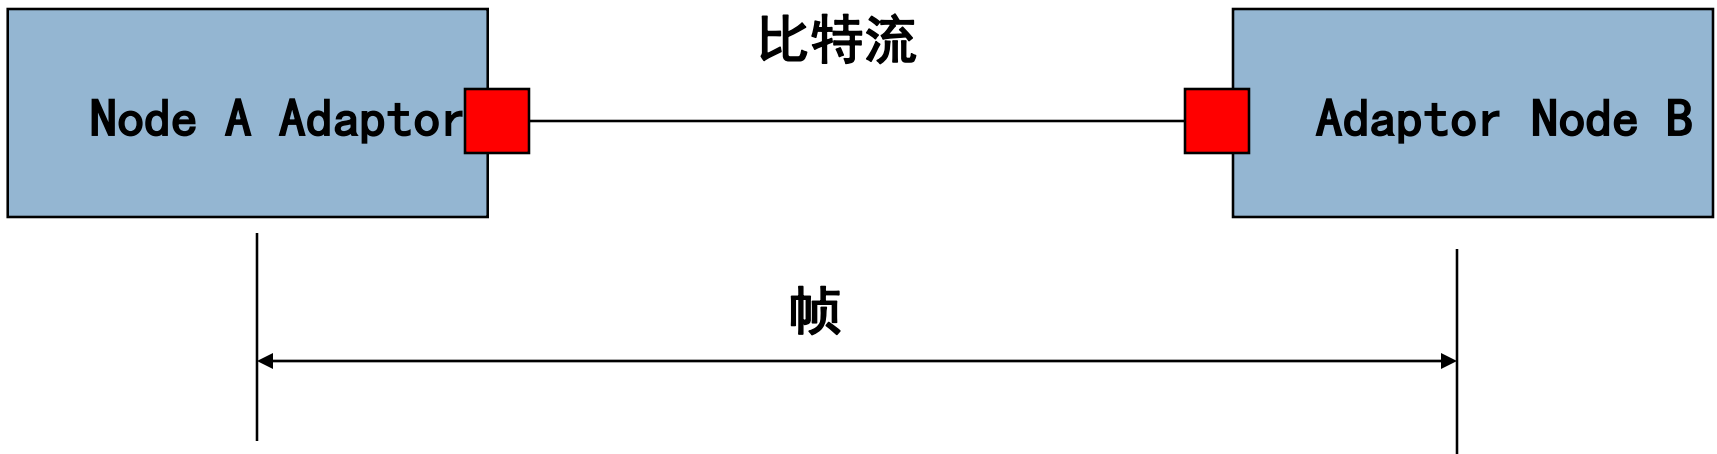 比特流
Node A Adaptor
Adaptor Node B
帧